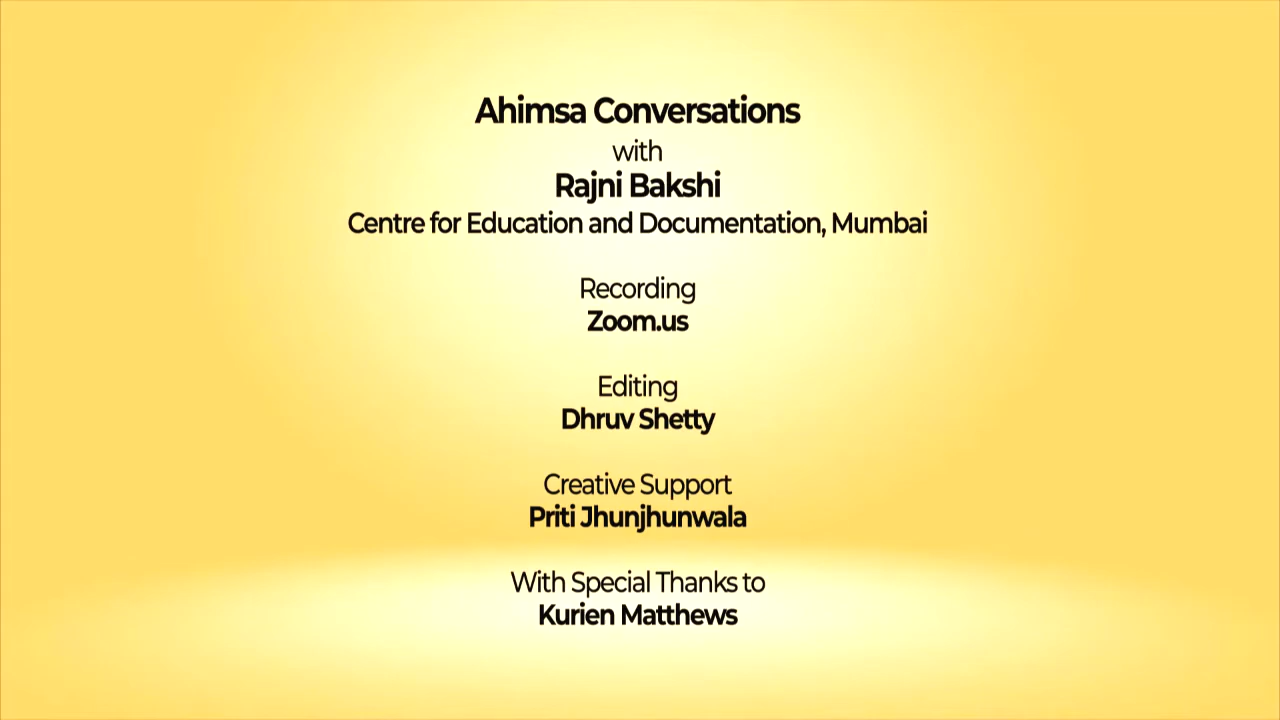 Ahimsa Conversations
with
Rajni Bakshi
Centre for Education and Documentation, Mumbai
Recording
Zoom.us
Editing
Dhruv Shetty
Creative Support
Priti Jhunjhunwala
With Special Thanks to
Kurien Matthews